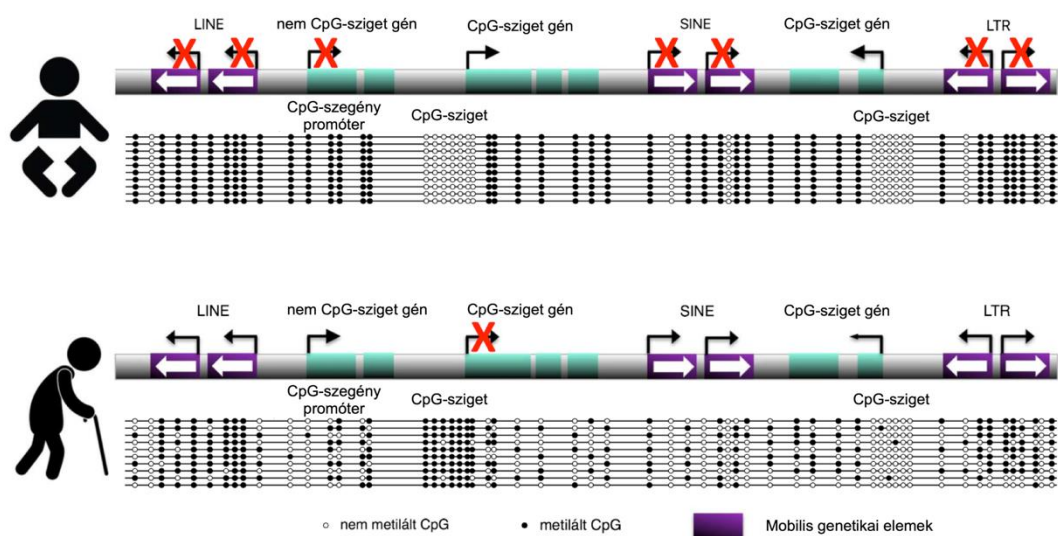 LINE nem CpG-sziget gén CpG-sziget gén SINE CpG-sziget gén LTR
CpG-szegény
promóter
CpG-sziget
CpG-sziget
LINE nem CpG-sziget gén CpG-sziget gén SINE CpG-sziget gén LTR
CpG-szegény
promóter
CpG-sziget
CpG-sziget
nem metilált CpG metilált CpG Mobilis genetikai elemek